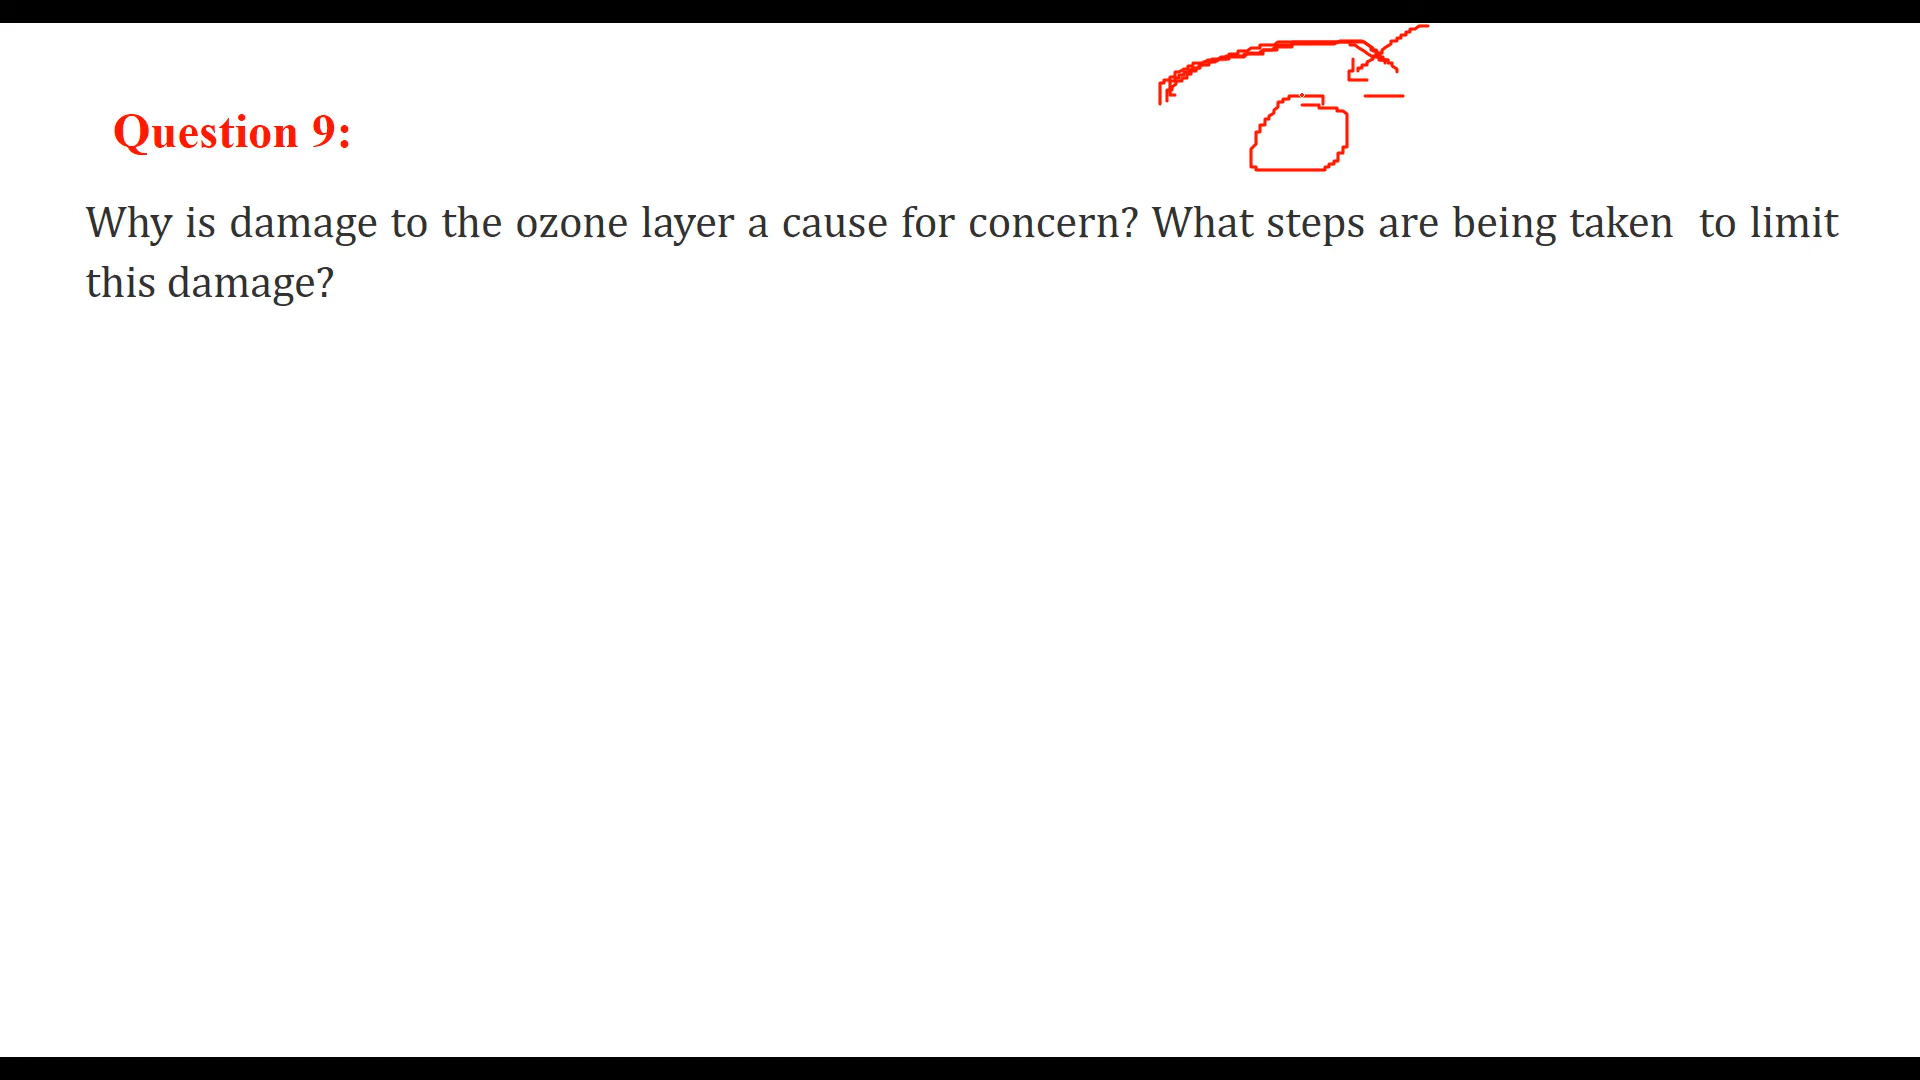 Question 9:
Why is damage to the ozone layer a cause for concern? What steps are being taken  to limit
this damage?